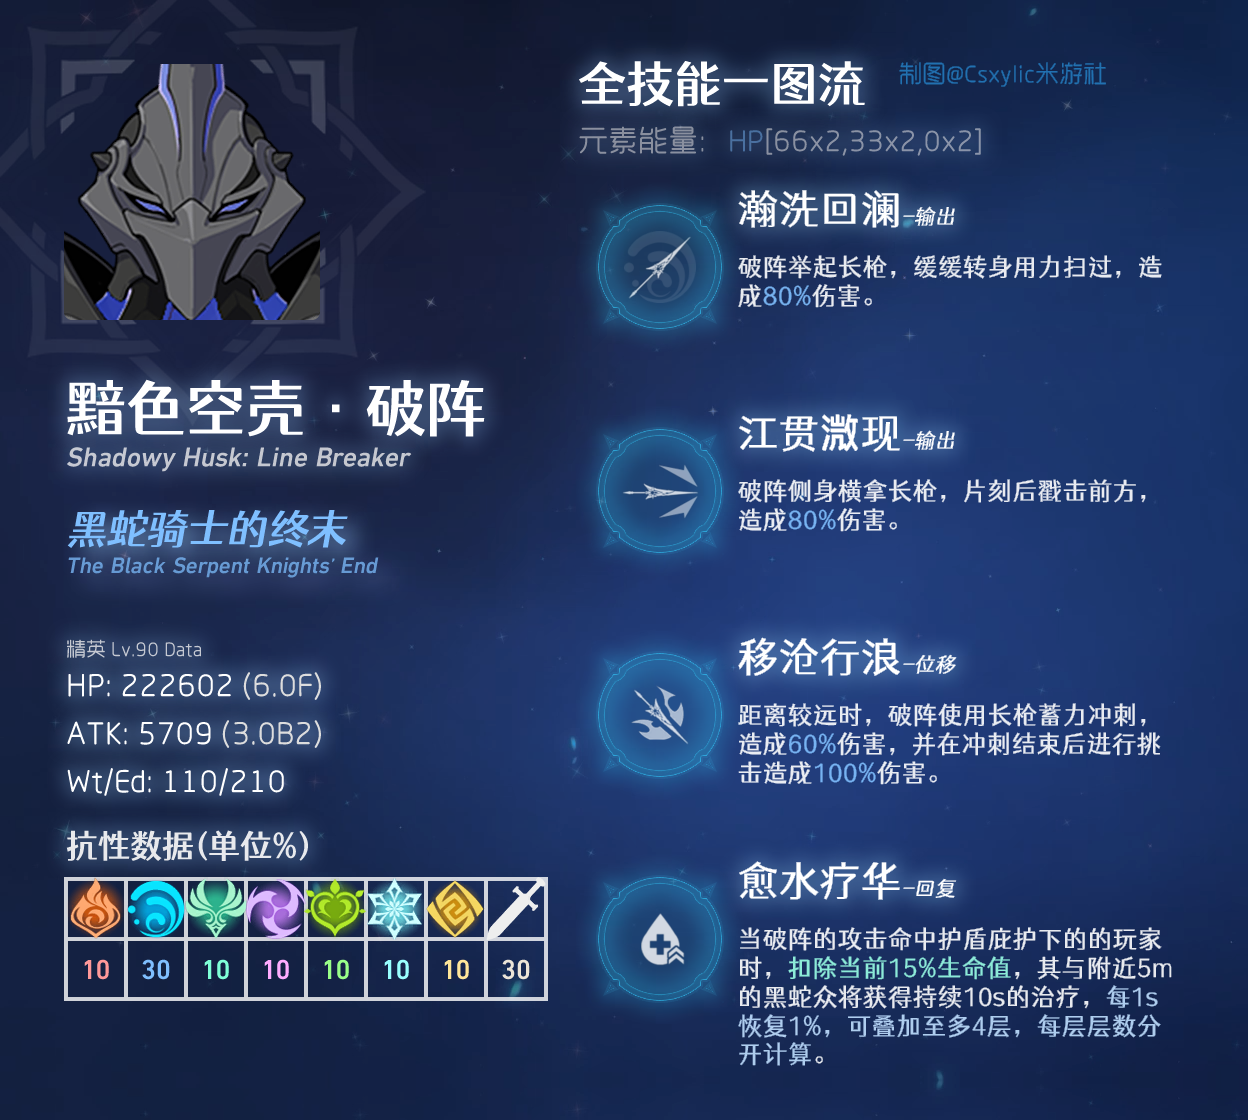 全技能一图流
制图@Csxylic米游社
元素能量: HP[66x2,33x2,0x2]
黯色空壳·破阵
Shadowy Husk: Line Breaker
黑蛇骑士的终末
The Black Serpent Knights' End
精英 Lv.90 Data
HP: 222602 (6.0F)
ATK: 5709 (3.0B2)
Wt/Ed: 110/210
抗性数据(单位%)
10 30 10 10 10 10 10 30
瀚洗回澜-输出
破阵举起长枪，缓缓转身用力扫过，造
成80%伤害。
江贯溦现-输出
破阵侧身横拿长枪，片刻后戳击前方，
造成80%伤害。
移沧行浪-位移
距离较远时，破阵使用长枪蓄力冲刺，
造成60%伤害，并在冲刺结束后进行挑
击造成100%伤害。
愈水疗华-回复
当破阵的攻击命中护盾庇护下的的玩家
时，扣除当前15%生命值，其与附近5m
的黑蛇众将获得持续10s的治疗，每1s
恢复1%，可叠加至多4层，每层层数分
开计算。